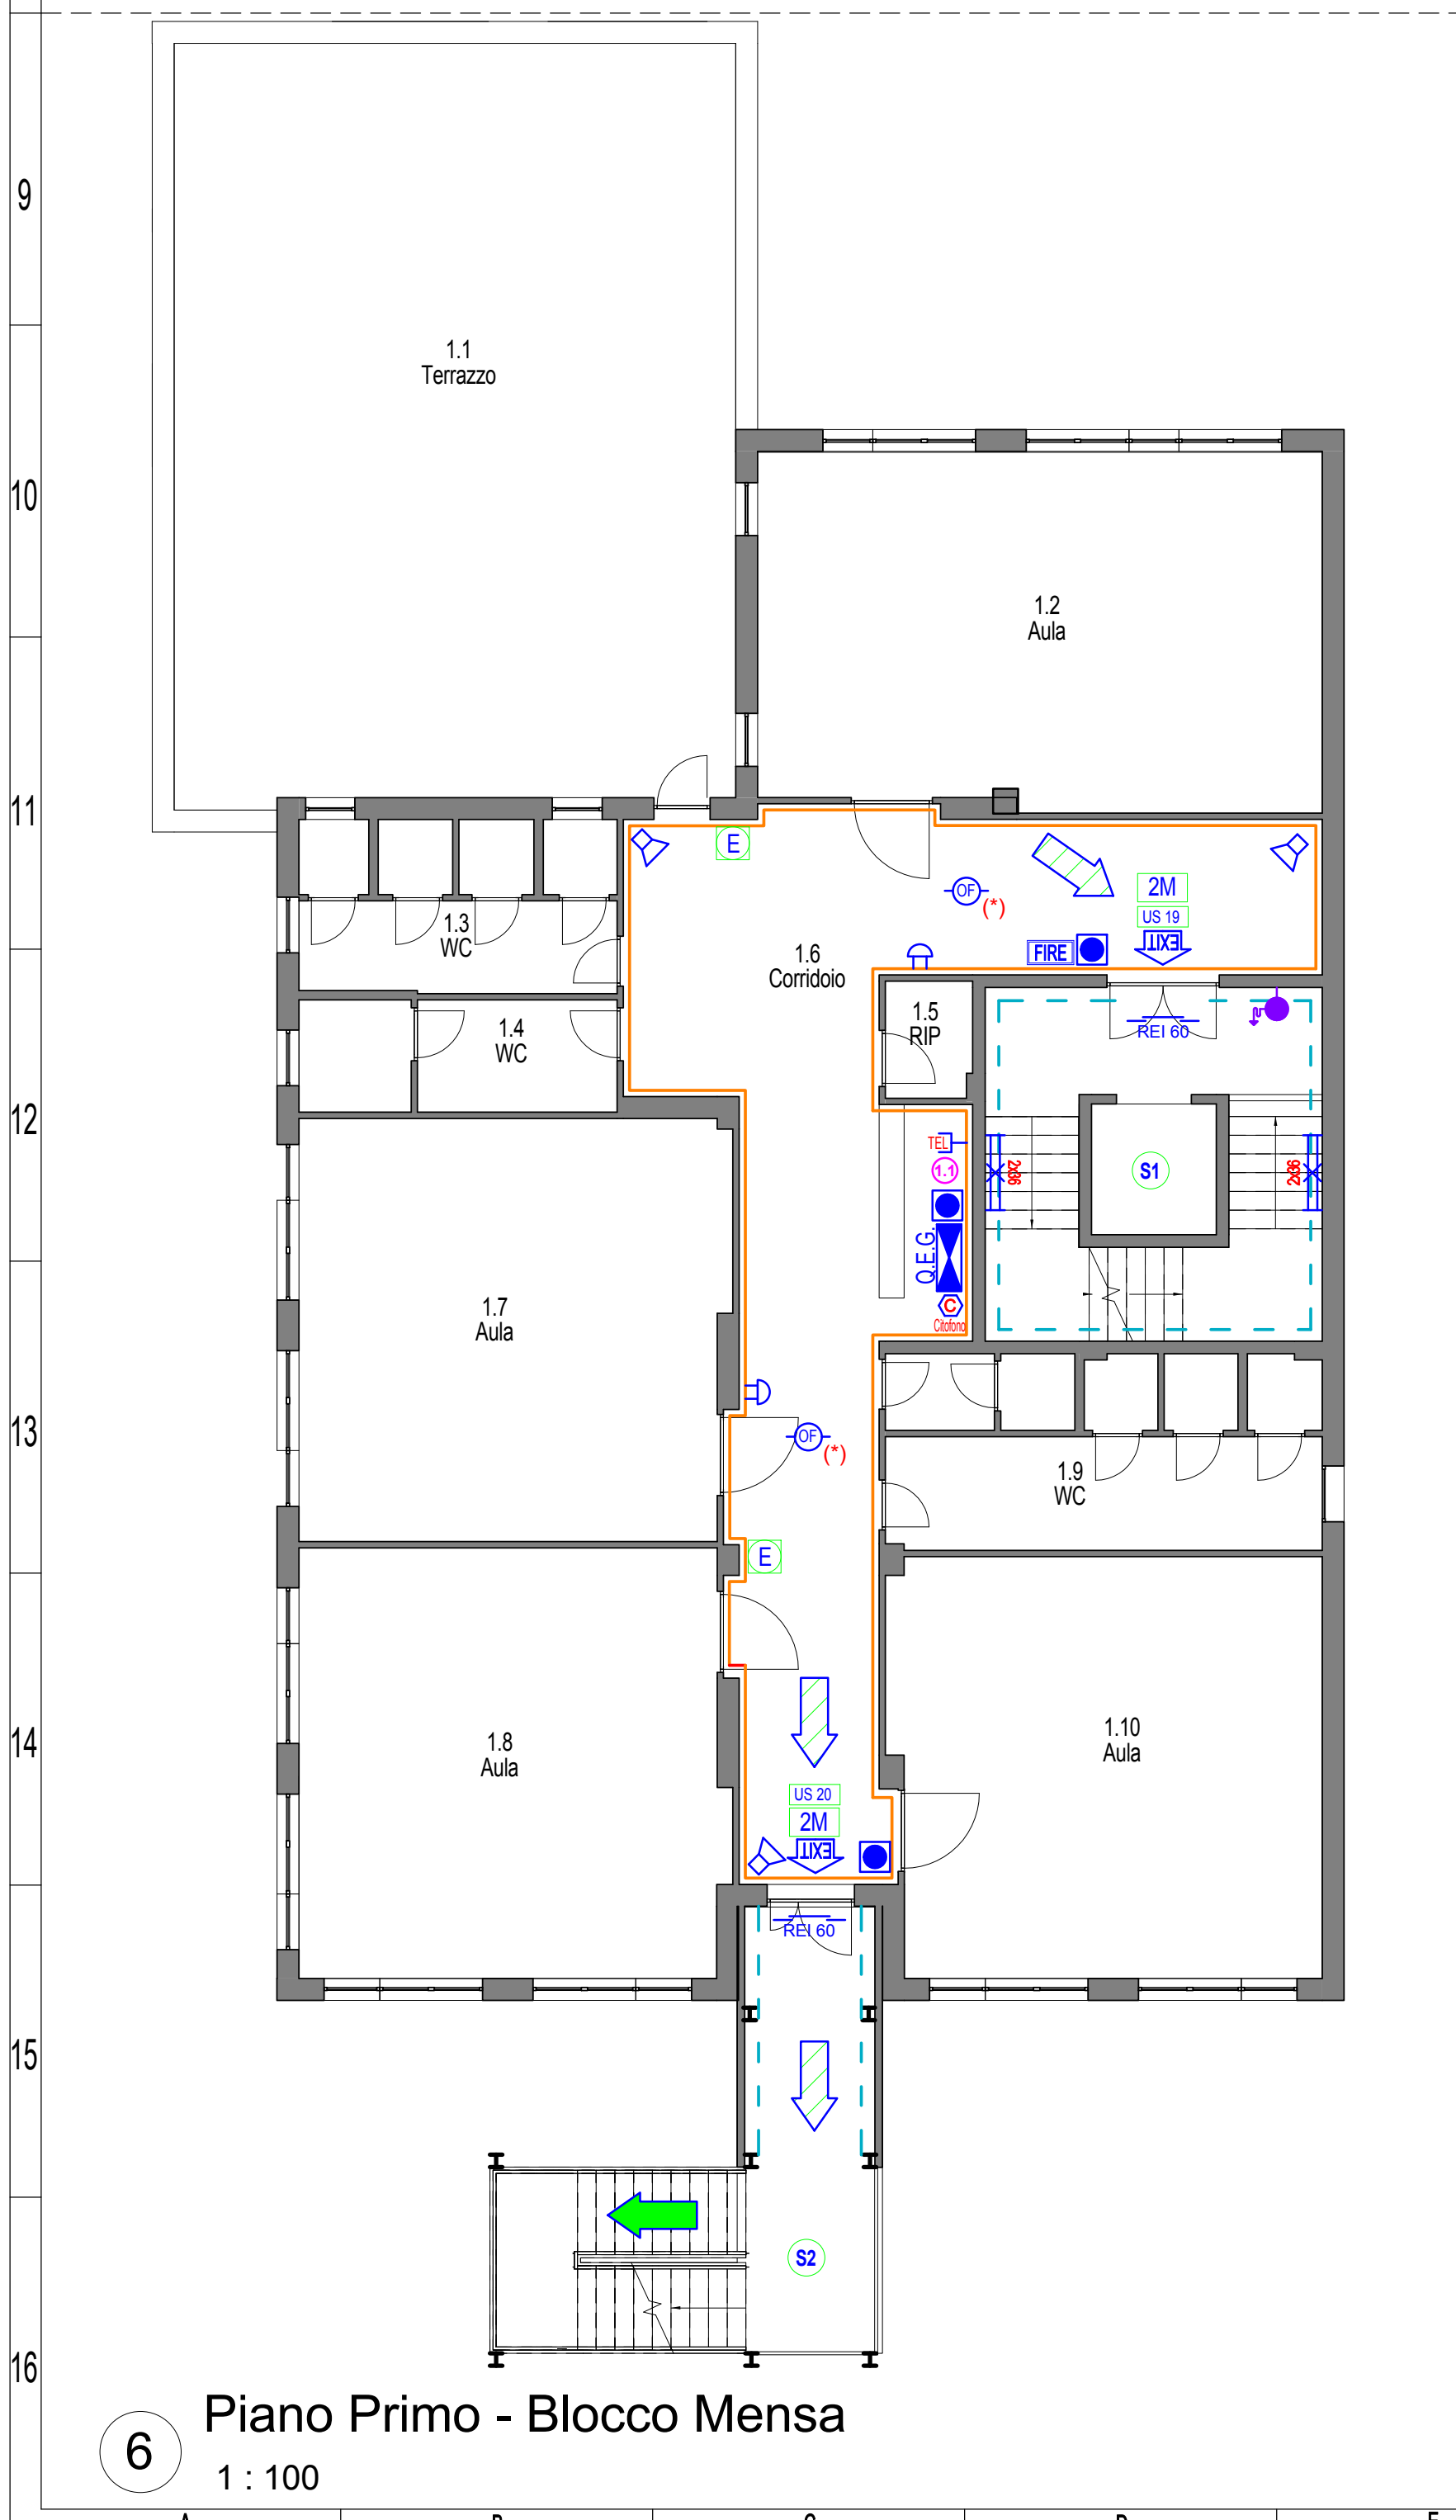 9
10
11
12
13
14
15
16
1.1
Terrazzo
1.2
Aula
E
OF
(*)
2M
US 19
EXIT
FIRE
1.3
WC
1.6
Corridoio
1.4
WC
1.5
RIP
REI 60
TEL
1.1
2x36
S1
2x36
Q.E.G.
C
Citofono
1.7
Aula
OF
(*)
1.9
WC
E
1.8
Aula
1.10
Aula
US 20
2M
EXIT
REI 60
S2
6
Piano Primo - Blocco Mensa
1 : 100